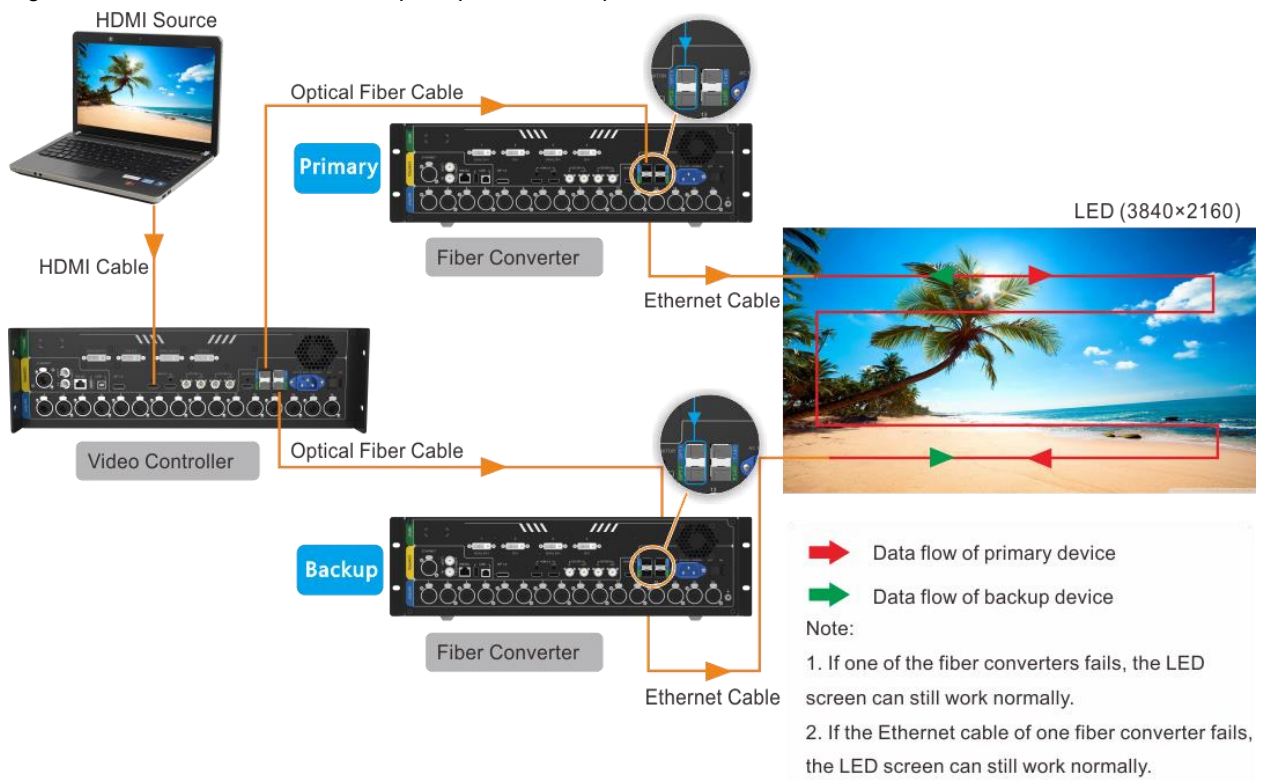 HDMI Source
Optical Fiber Cable
Primary
LED (3840×2160)
Fiber Converter
HDMI Cable
Ethernet Cable
Optical Fiber Cable
Video Controller
Backup
Data flow of primary device
Data flow of backup device
Note:
Fiber Converter
1. If one of the fiber converters fails, the LED
screen can still work normally.
Ethernet Cable
2. If the Ethernet cable of one fiber converter fails,
the LED screen can still work normally.